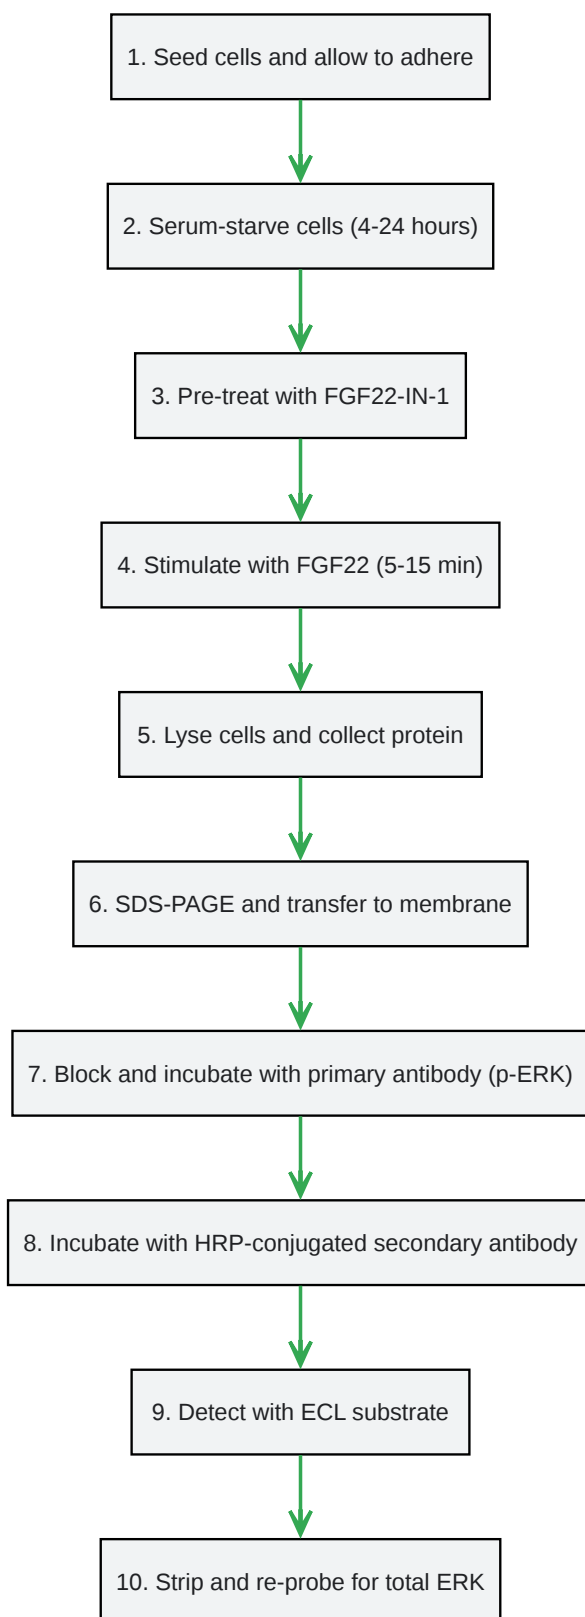 1. Seed cells and allow to adhere
2. Serum-starve cells (4-24 hours)
3. Pre-treat with FGF22-IN-1
4. Stimulate with FGF22 (5-15 min)
5. Lyse cells and collect protein
6. SDS-PAGE and transfer to membrane
7. Block and incubate with primary antibody (p-ERK)
8. Incubate with HRP-conjugated secondary antibody
9. Detect with ECL substrate
10. Strip and re-probe for total ERK